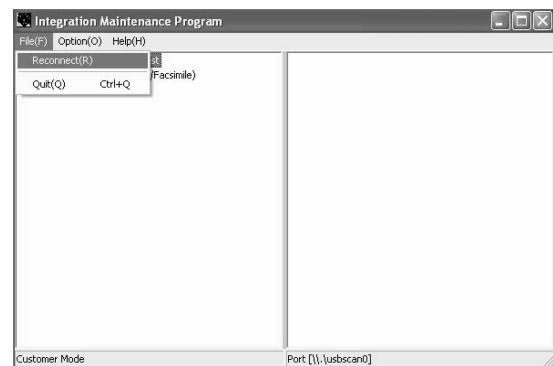 Integration Maintenance Program
File(F) Option(O) Help(H)
Reconnect(R)
st
Quit(Q) Ctrl+Q
/Facsimile)
Customer Mode
Port [\\.\usbscan0]